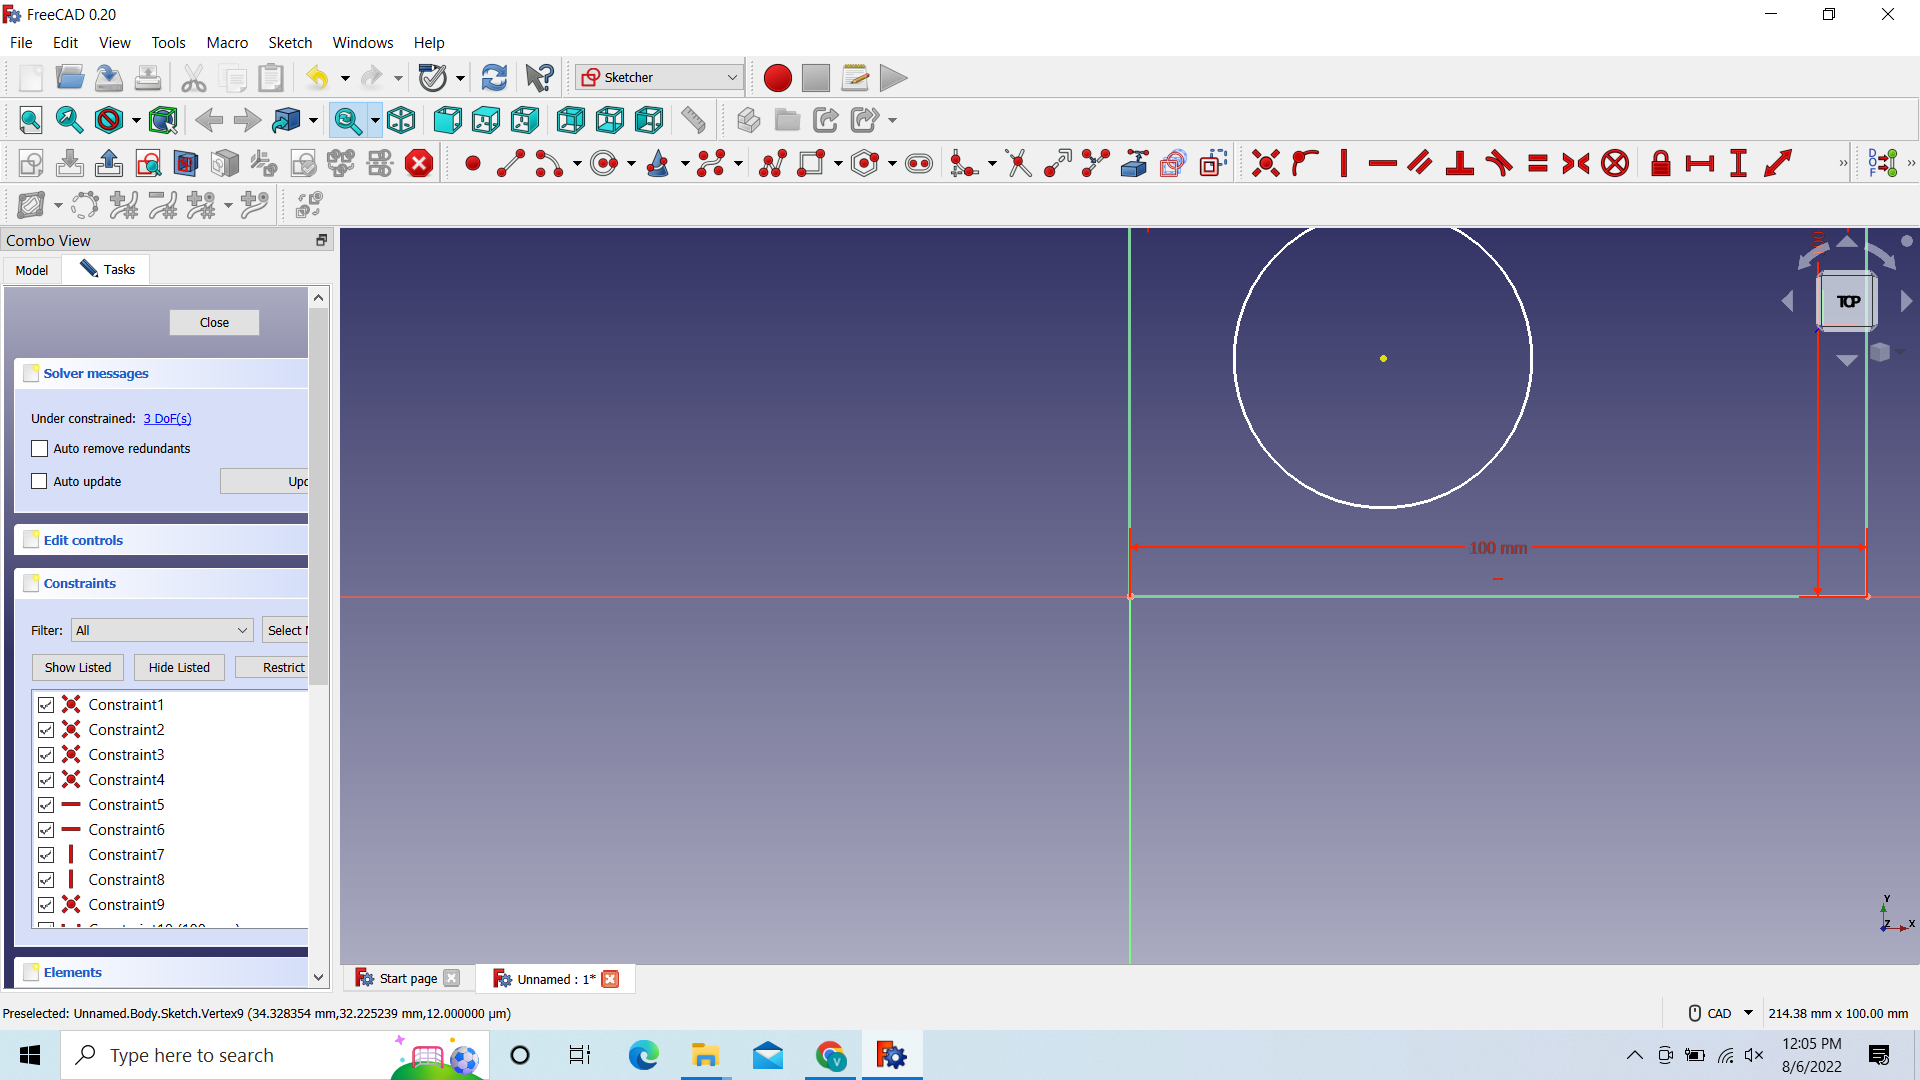 FreeCAD 0.20
File Edit View Tools Macro Sketch Windows Help
Sketcher
Combo View
Model Tasks
Close
Solver messages
Under constrained: 3 DoF(s)
Auto remove redundants
Auto update Upd
Edit controls
Constraints
Filter: All Select
Show Listed Hide Listed Restrict
Constraint1
Constraint2
Constraint3
Constraint4
Constraint5
Constraint6
Constraint7
Constraint8
Constraint9
Elements
TOP
100 mm
Y
Z X
Start page Unnamed : 1*
Preselected: Unnamed.Body.Sketch.Vertex9 (34.328354 mm,32.225239 mm,12.000000 µm)
CAD 214.38 mm x 100.00 mm
Type here to search
V
12:05 PM
8/6/2022